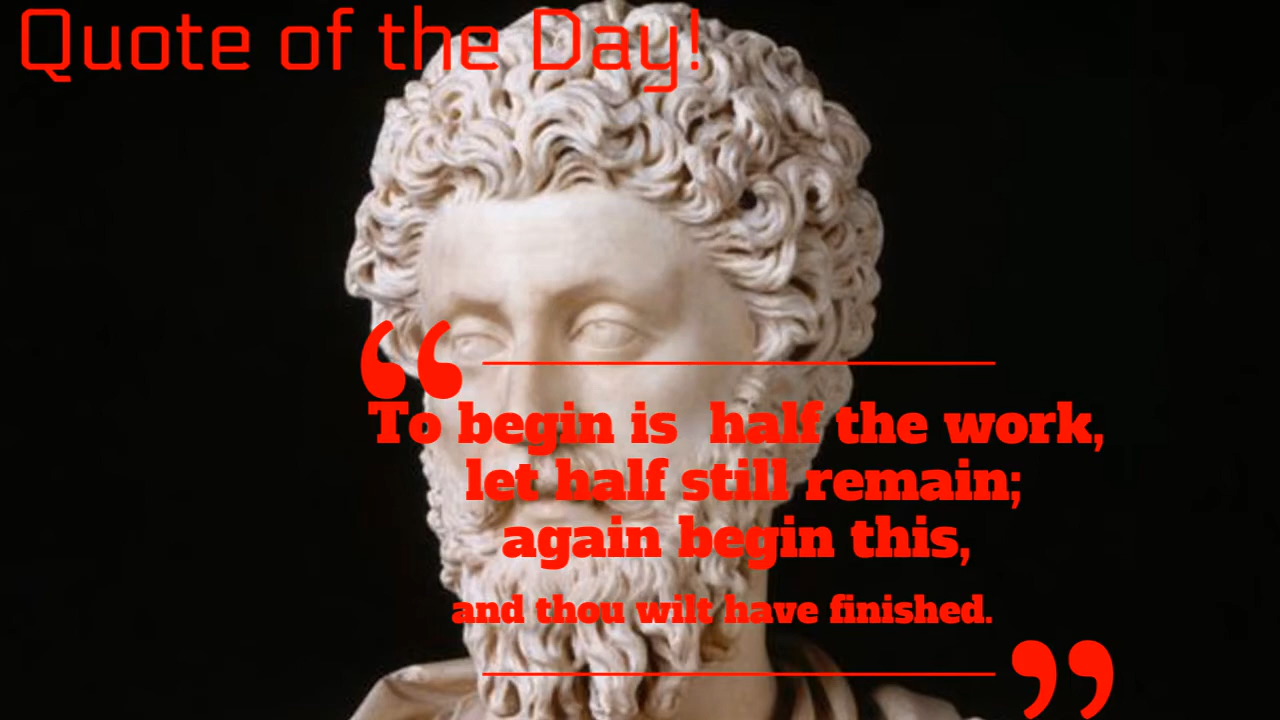 Quote of the Day!
“
To begin is  half the work,
let half still remain;
again begin this,
and thou wilt have finished.
”